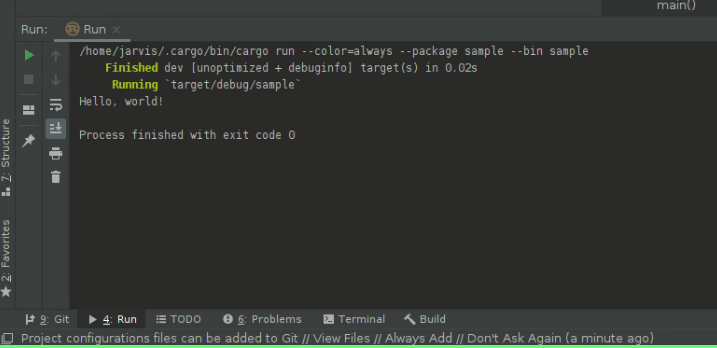 main()
Run: Run
/home/jarvis/.cargo/bin/cargo run --color=always --package sample --bin sample
Finished dev [unoptimized + debuginfo] target(s) in 0.02s
Running `target/debug/sample`
Hello, world!
Process finished with exit code 0
7: Structure
2: Favorites
9: Git 4: Run TODO 6: Problems Terminal Build
Project configurations files can be added to Git // View Files // Always Add // Don't Ask Again (a minute ago)